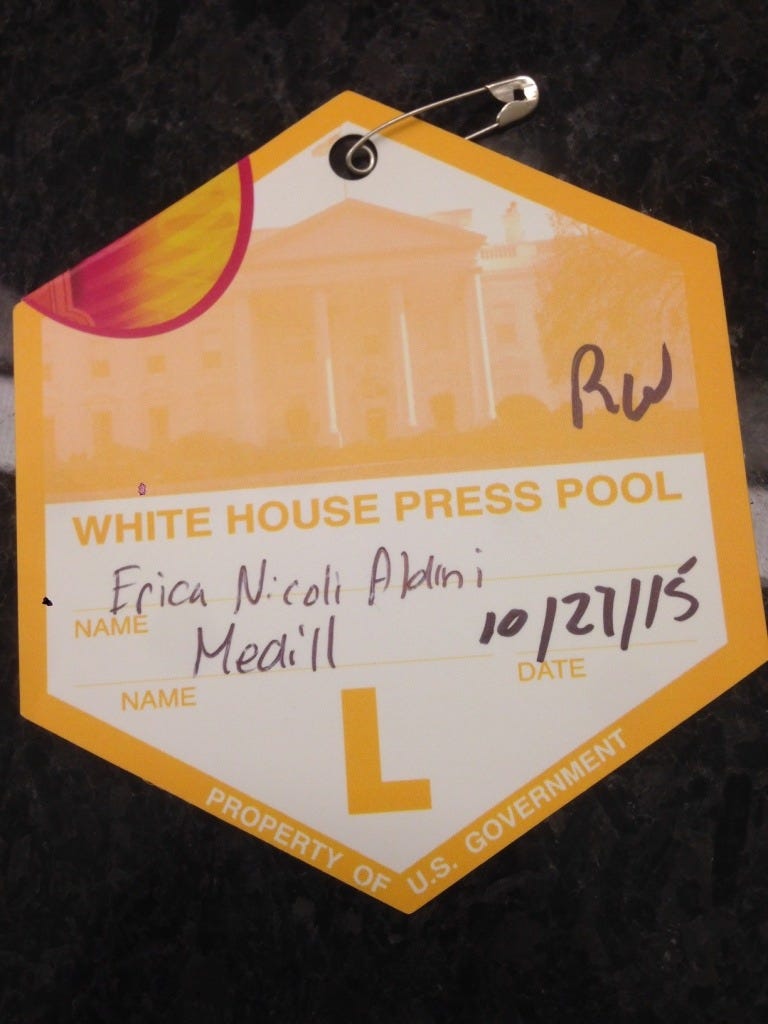 RW
WHITE HOUSE PRESS POOL
Erica Nicoli Aldini
NAME
Medill
10/27/15
NAME
DATE
L
PROPERTY OF U.S. GOVERNMENT